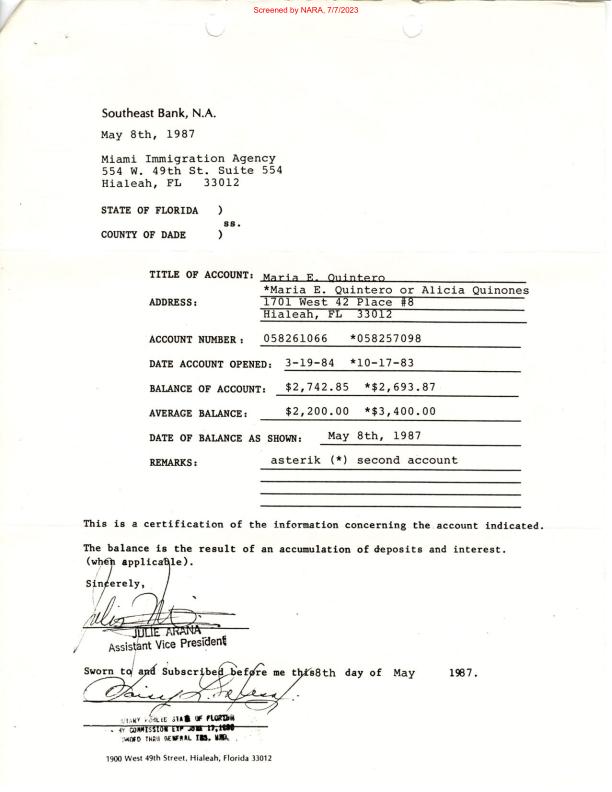 Screened by NARA, 7/7/2023
Southeast Bank, N.A.
May 8th, 1987
Miami Immigration Agency
554 W. 49th St. Suite 554
Hialeah, FL 33012
STATE OF FLORIDA )
ss.
COUNTY OF DADE )
TITLE OF ACCOUNT: Maria E. Quintero
*Maria E. Quintero or Alicia Quinones
ADDRESS: 1701 West 42 Place #8
Hialeah, FL 33012
ACCOUNT NUMBER: 058261066 *058257098
DATE ACCOUNT OPENED: 3-19-84 *10-17-83
BALANCE OF ACCOUNT: $2,742.85 *$2,693.87
AVERAGE BALANCE: $2,200.00 *$3,400.00
DATE OF BALANCE AS SHOWN: May 8th, 1987
REMARKS: asterik (*) second account
This is a certification of the information concerning the account indicated.
The balance is the result of an accumulation of deposits and interest.
(when applicable).
Sincerely,
JULIE ARANA
Assistant Vice President
Sworn to and Subscribed before me this 8th day of May 1987.
STATE OF FLORIDA
COMMISSION EXP
THRU GENERAL INS.
1900 West 49th Street, Hialeah, Florida 33012